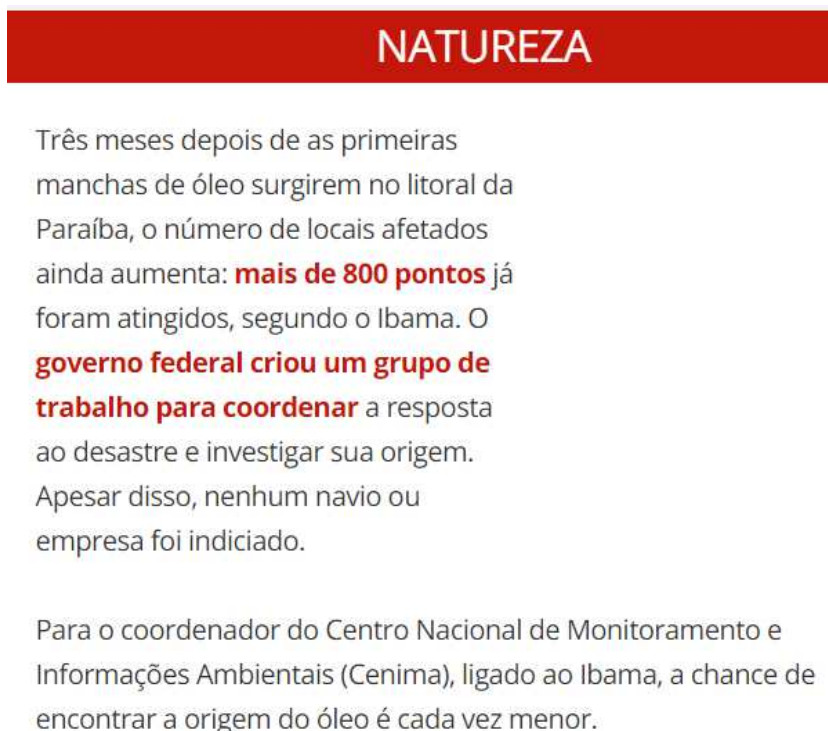 NATUREZA
Três meses depois de as primeiras
manchas de óleo surgirem no litoral da
Paraíba, o número de locais afetados
ainda aumenta: mais de 800 pontos já
foram atingidos, segundo o Ibama. O
governo federal criou um grupo de
trabalho para coordenar a resposta
ao desastre e investigar sua origem.
Apesar disso, nenhum navio ou
empresa foi indiciado.
Para o coordenador do Centro Nacional de Monitoramento e
Informações Ambientais (Cenima), ligado ao Ibama, a chance de
encontrar a origem do óleo é cada vez menor.